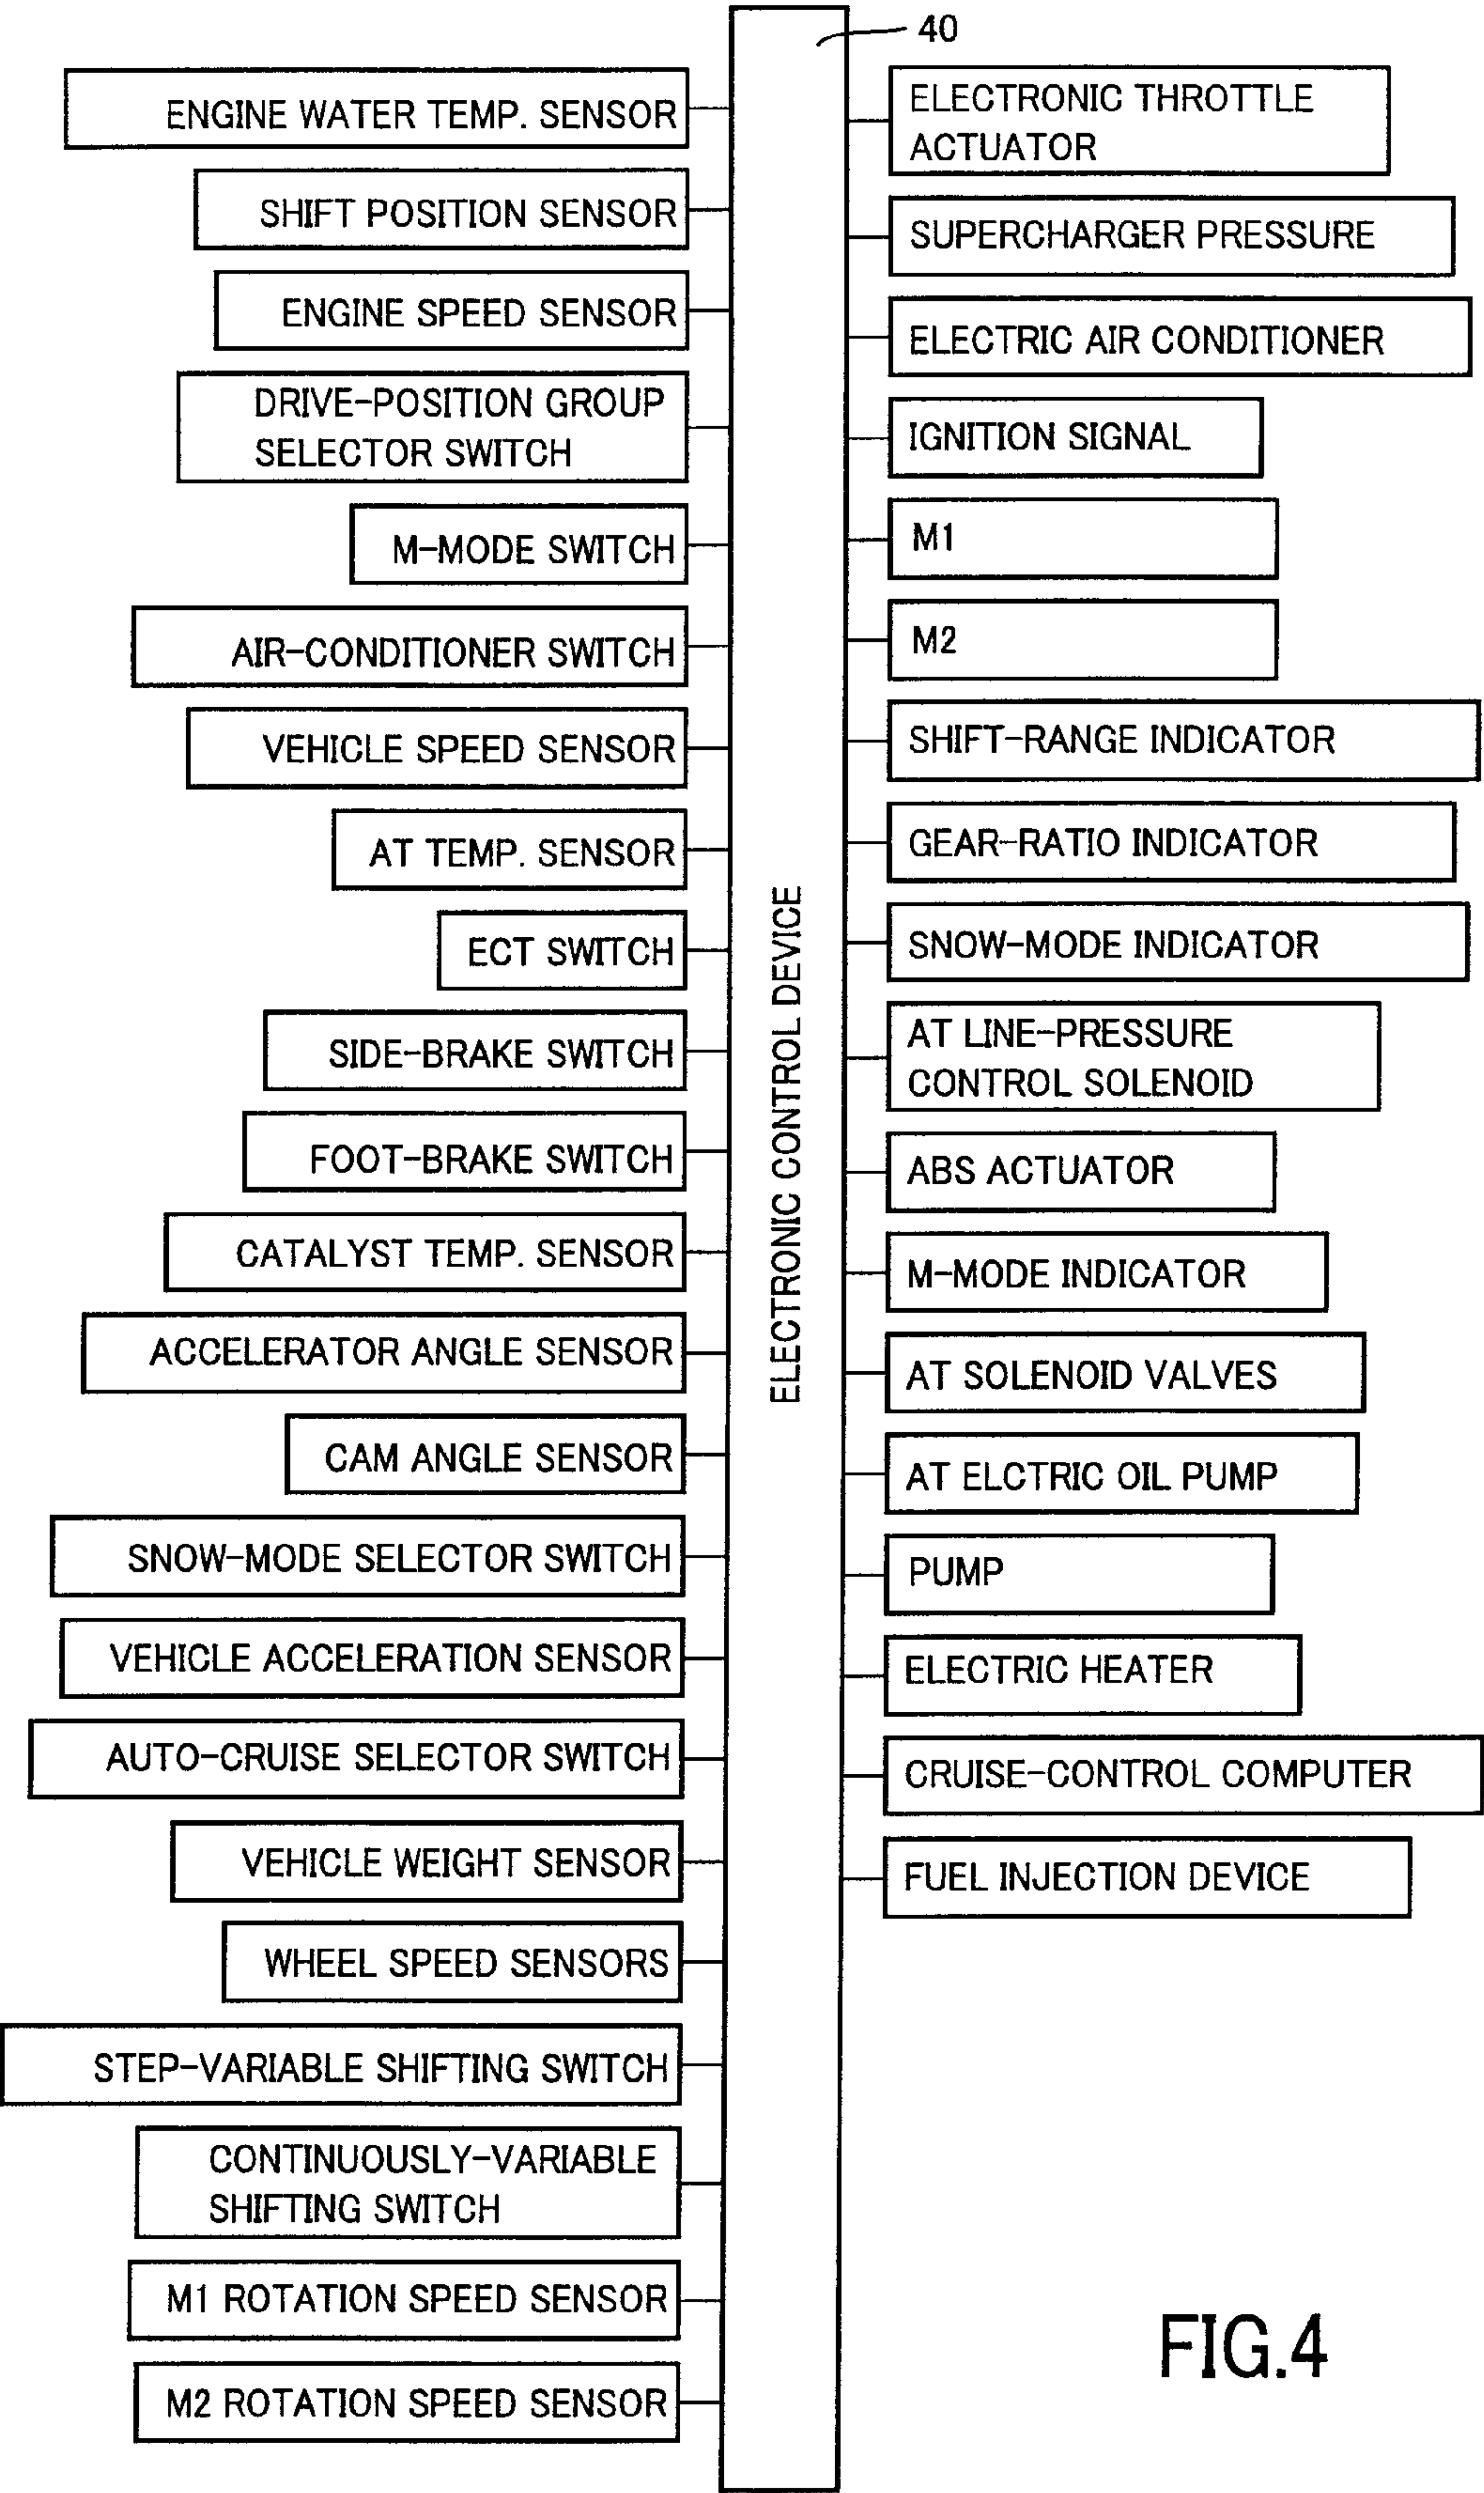 40
ENGINE WATER TEMP. SENSOR
SHIFT POSITION SENSOR
ENGINE SPEED SENSOR
DRIVE-POSITION GROUP
SELECTOR SWITCH
M-MODE SWITCH
AIR-CONDITIONER SWITCH
VEHICLE SPEED SENSOR
AT TEMP. SENSOR
ECT SWITCH
SIDE-BRAKE SWITCH
FOOT-BRAKE SWITCH
CATALYST TEMP. SENSOR
ACCELERATOR ANGLE SENSOR
CAM ANGLE SENSOR
SNOW-MODE SELECTOR SWITCH
VEHICLE ACCELERATION SENSOR
AUTO-CRUISE SELECTOR SWITCH
VEHICLE WEIGHT SENSOR
WHEEL SPEED SENSORS
STEP-VARIABLE SHIFTING SWITCH
CONTINUOUSLY-VARIABLE
SHIFTING SWITCH
M1 ROTATION SPEED SENSOR
M2 ROTATION SPEED SENSOR
ELECTRONIC CONTROL DEVICE
ELECTRONIC THROTTLE
ACTUATOR
SUPERCHARGER PRESSURE
ELECTRIC AIR CONDITIONER
IGNITION SIGNAL
M1
M2
SHIFT-RANGE INDICATOR
GEAR-RATIO INDICATOR
SNOW-MODE INDICATOR
AT LINE-PRESSURE
CONTROL SOLENOID
ABS ACTUATOR
M-MODE INDICATOR
AT SOLENOID VALVES
AT ELCTRIC OIL PUMP
PUMP
ELECTRIC HEATER
CRUISE-CONTROL COMPUTER
FUEL INJECTION DEVICE
FIG.4